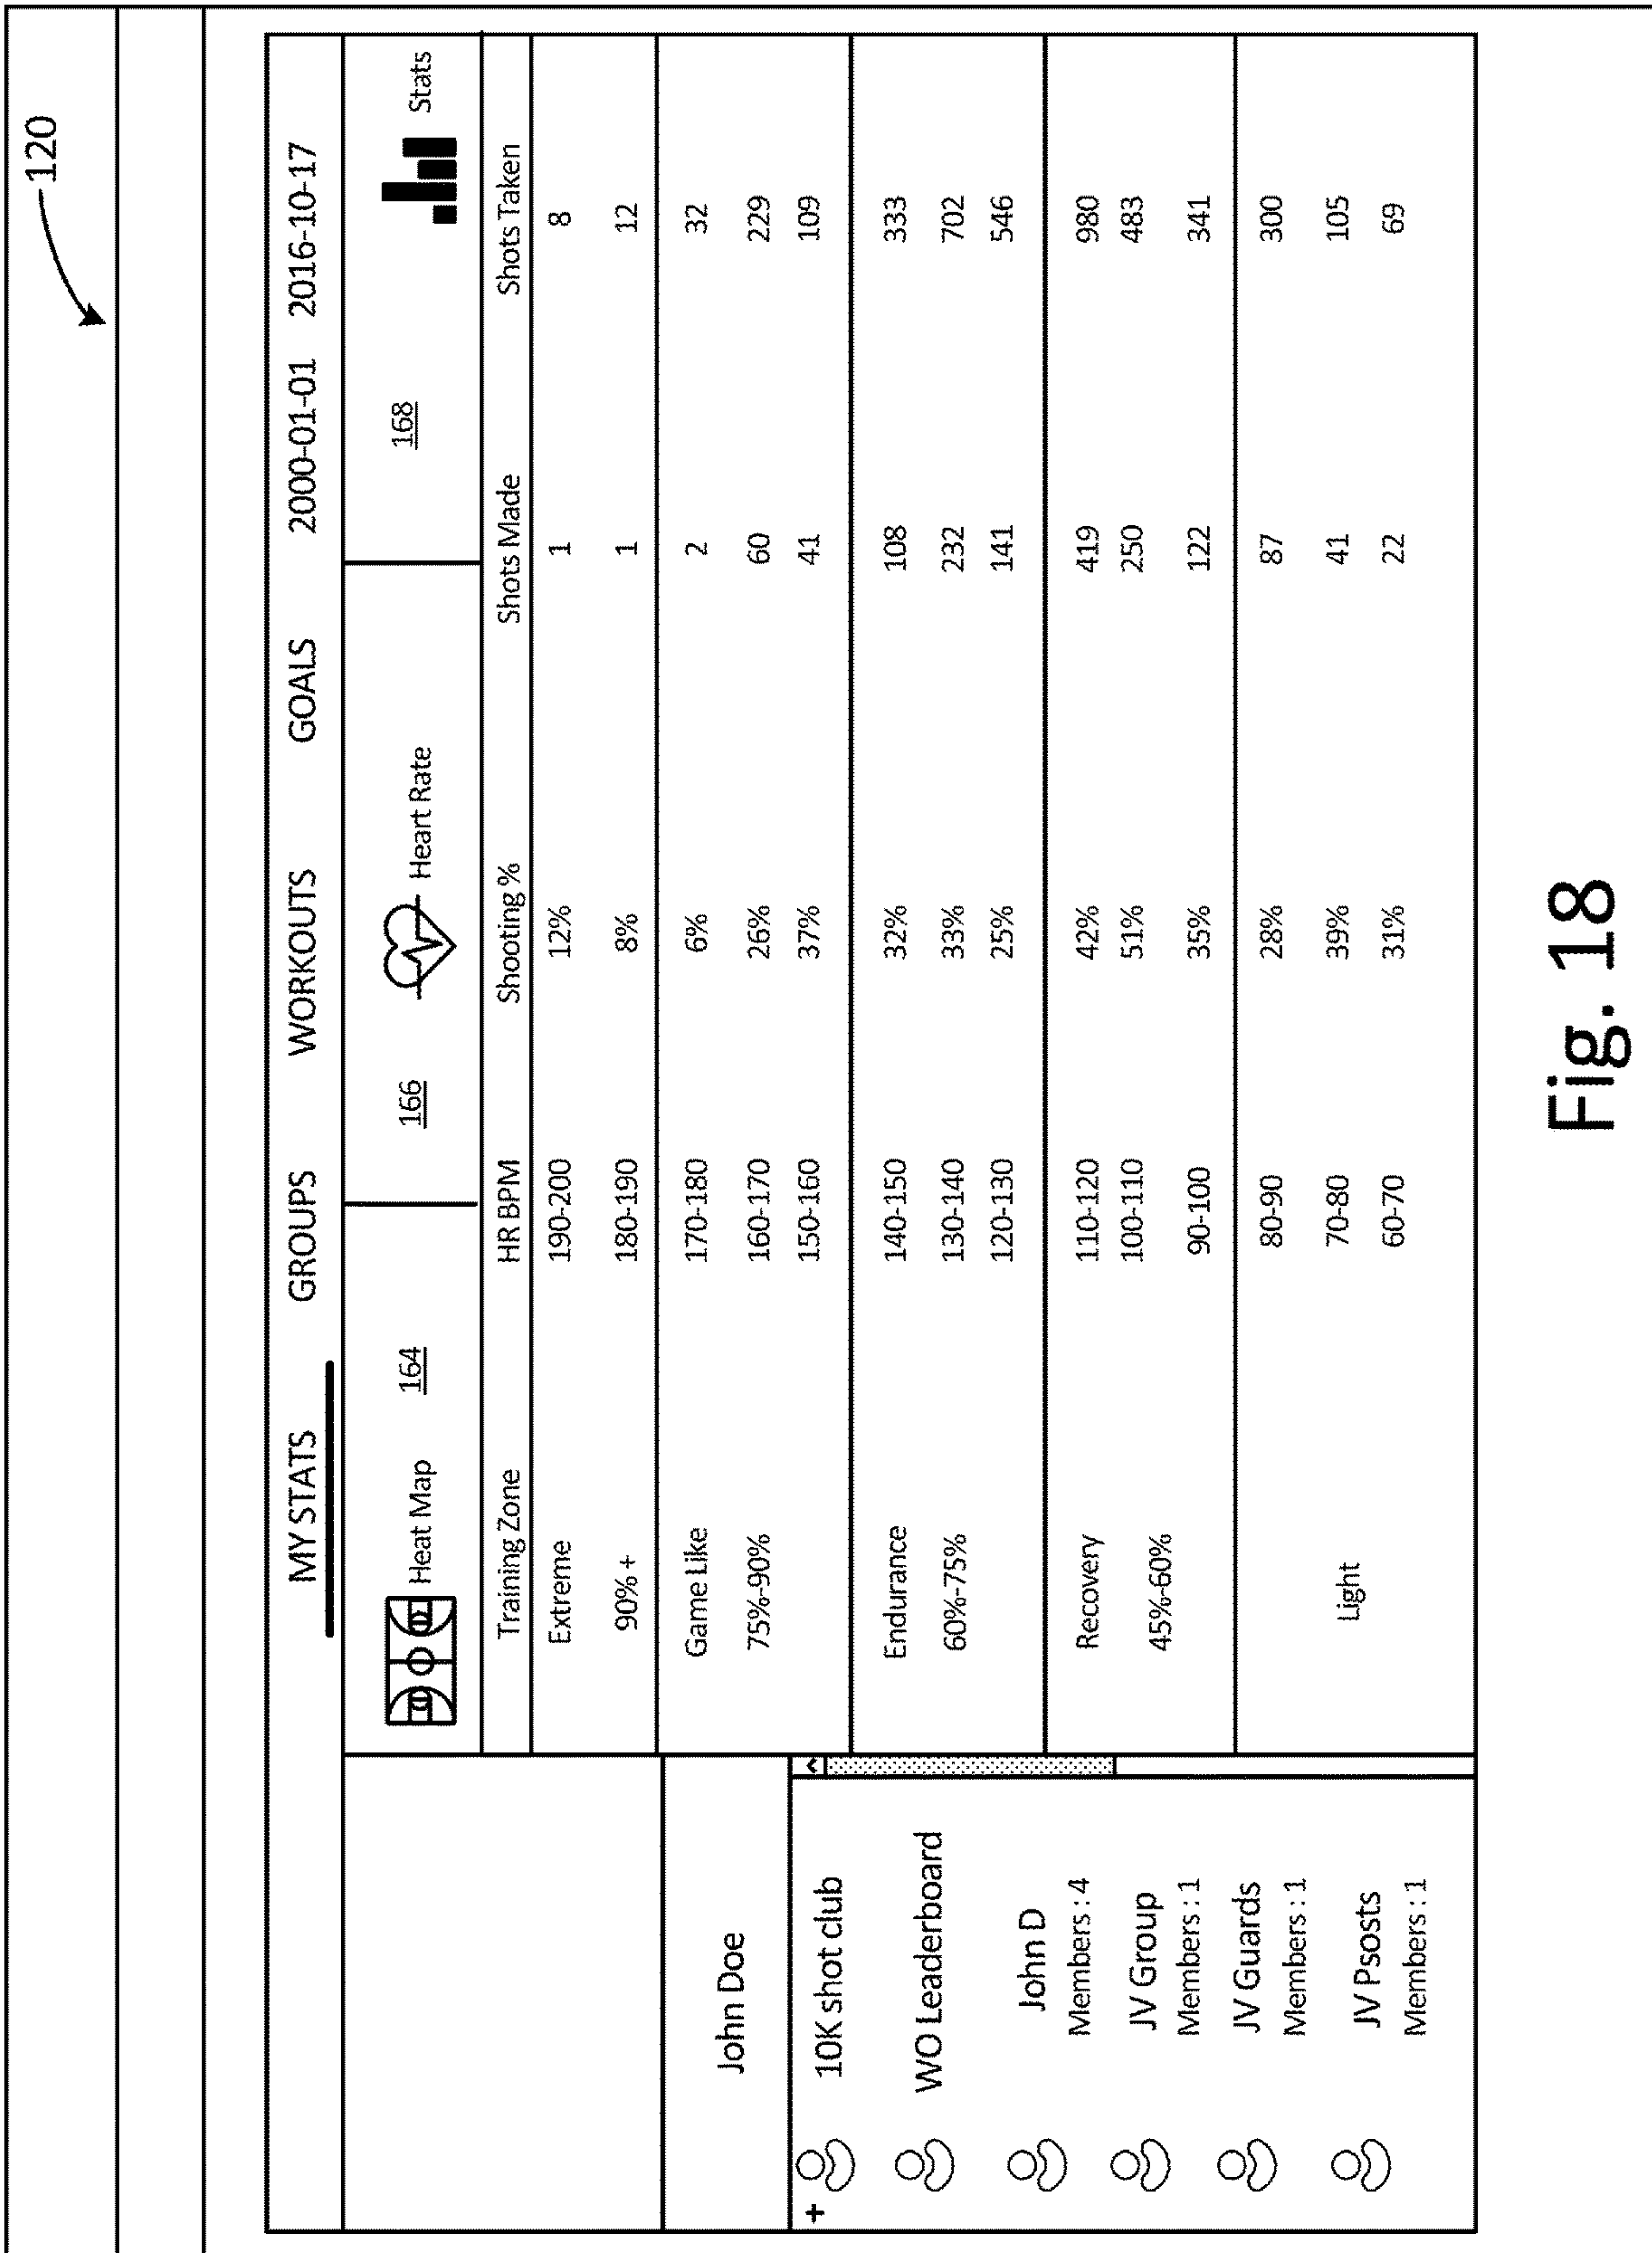 120
MY STATS GROUPS WORKOUTS GOALS 2000-01-01 2016-10-17
Heat Map 164 166 Heart Rate 168 Stats
Training Zone HR BPM Shooting % Shots Made Shots Taken
Extreme 190-200 12% 1 8
90% + 180-190 8% 1 12
Game Like 170-180 6% 2 32
75%-90% 160-170 26% 60 229
150-160 37% 41 109
Endurance 140-150 32% 108 333
60%-75% 130-140 33% 232 702
120-130 25% 141 546
Recovery 110-120 42% 419 980
45%-60% 100-110 51% 250 483
90-100 35% 122 341
80-90 28% 87 300
Light 70-80 39% 41 105
60-70 31% 22 69
John Doe
+ 10K shot club
WO Leaderboard
John D
Members : 4
JV Group
Members : 1
JV Guards
Members : 1
JV Psosts
Members : 1
Fig. 18